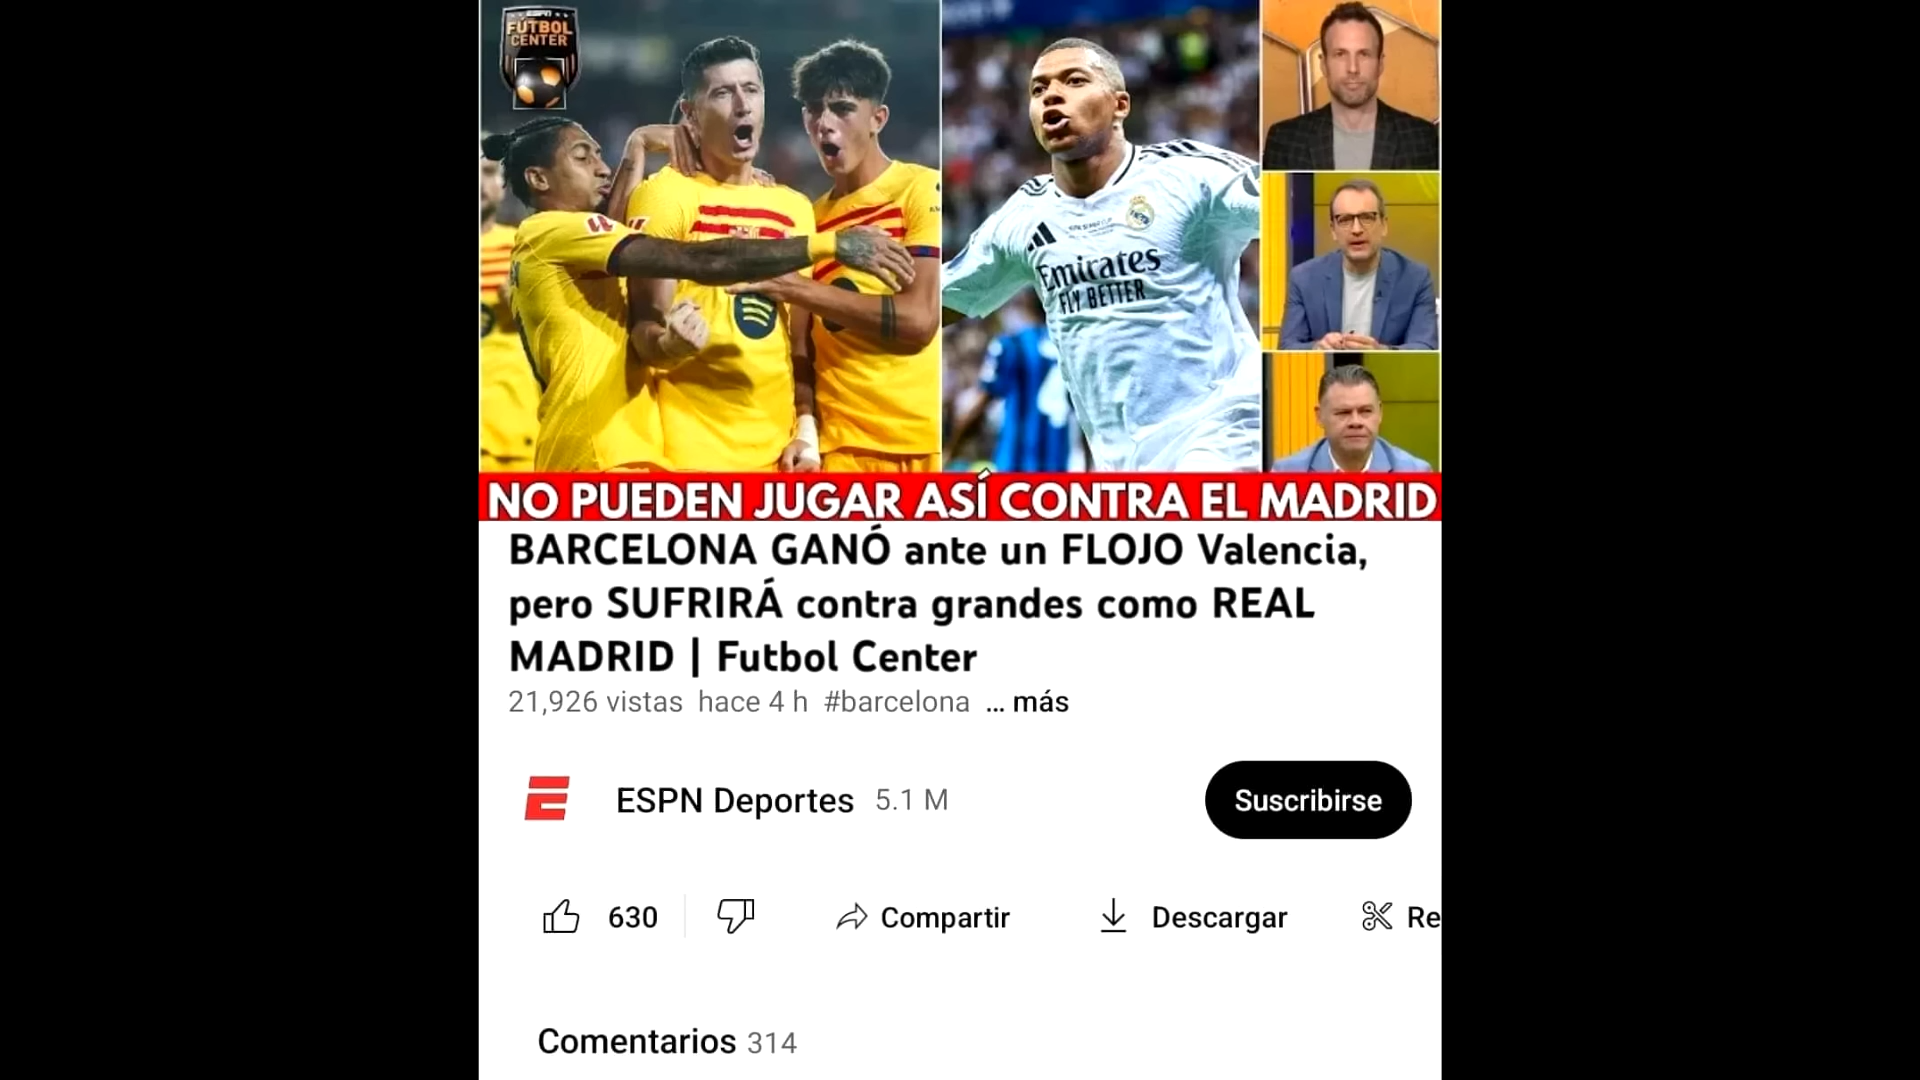 ESPN
FÚTBOL
CENTER
Emirates
FLY BETTER
NO PUEDEN JUGAR ASÍ CONTRA EL MADRID
BARCELONA GANÓ ante un FLOJO Valencia,
pero SUFRIRÁ contra grandes como REAL
MADRID | Futbol Center
21,926 vistas hace 4 h #barcelona ... más
ESPN Deportes 5.1 M
Suscribirse
630
Compartir
Descargar
Re
Comentarios 314